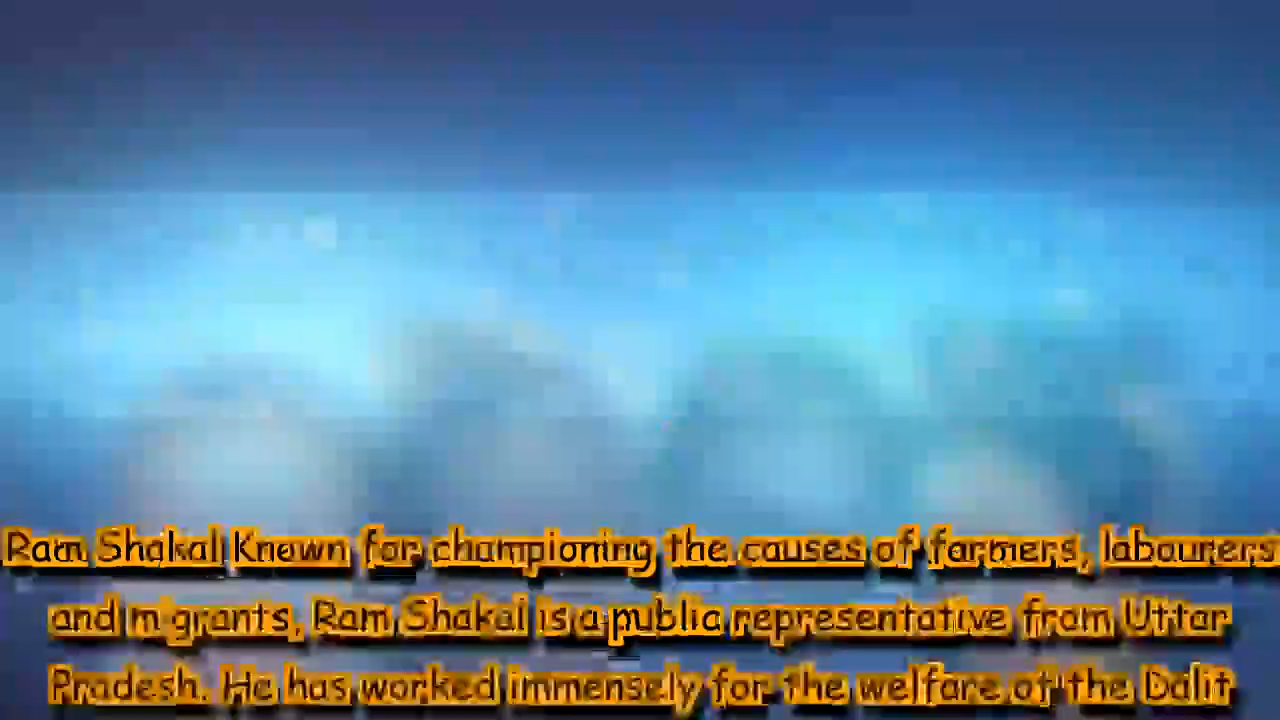 Ram Shakal Known for championing the causes of farmers, labourers
and migrants, Ram Shakal is a public representative from Uttar
Pradesh. He has worked immensely for the welfare of the Dalit